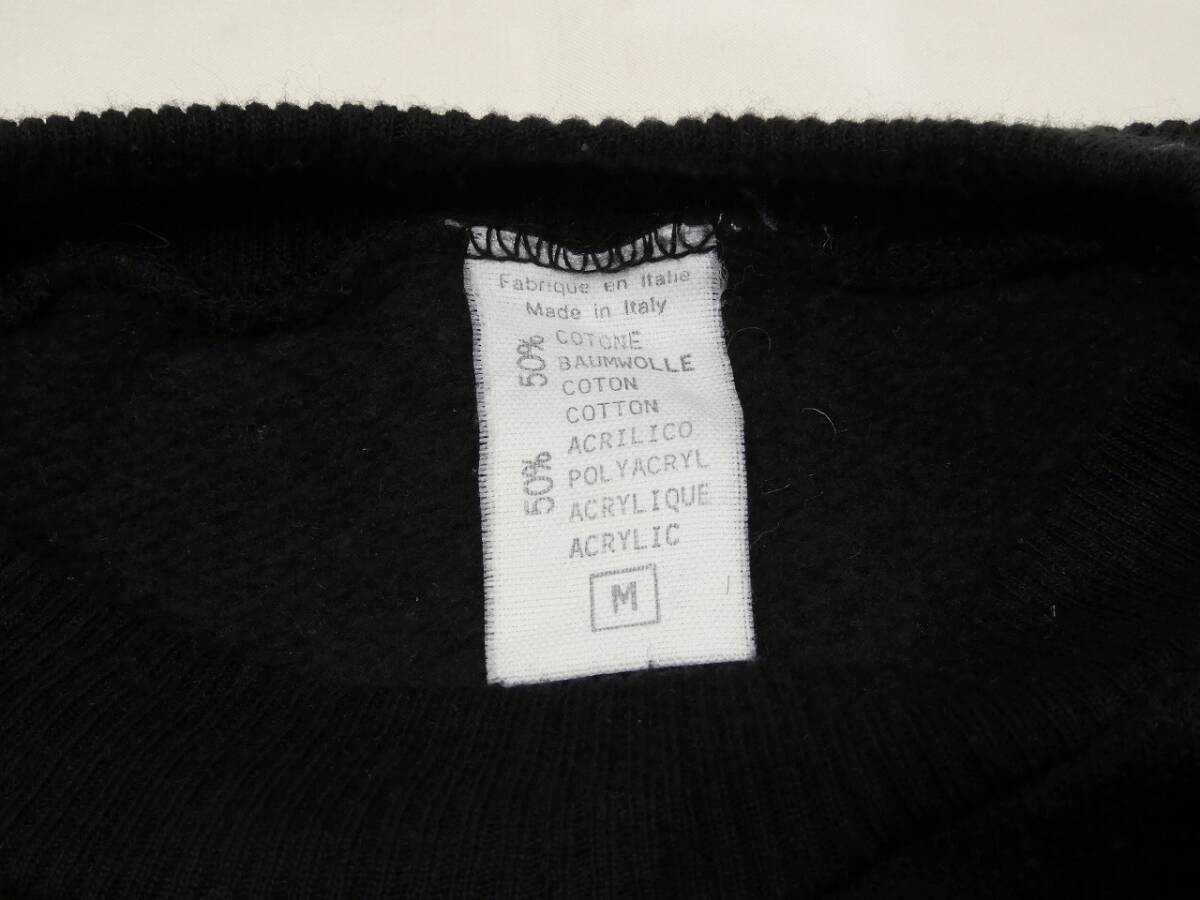 Fabrique en Italie
Made in Italy
50% COTONE
BAUMWOLLE
COTON
COTTON
50% ACRILICO
POLYACRYL
ACRYLIQUE
ACRYLIC
M